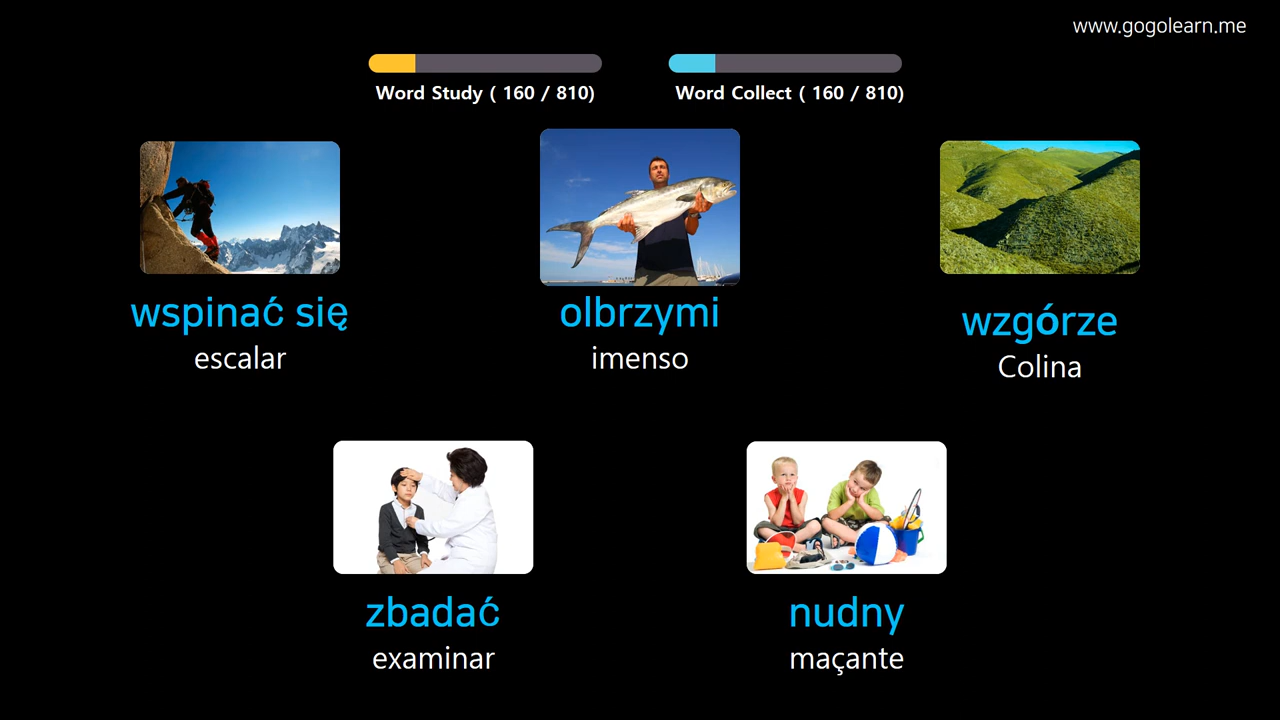 www.gogolearn.me
Word Study ( 160 / 810)
Word Collect ( 160 / 810)
wspinać się
escalar
olbrzymi
imenso
wzgórze
Colina
zbadać
examinar
nudny
maçante